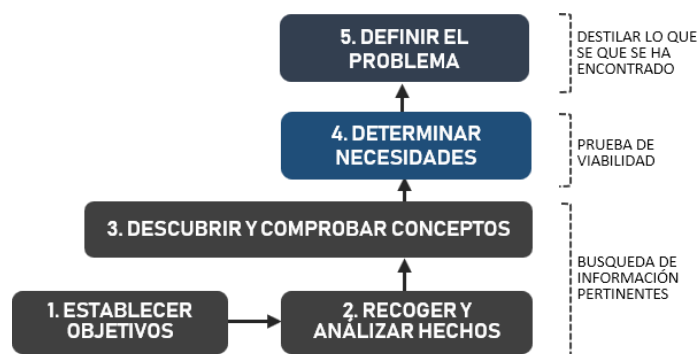 5. DEFINIR EL
PROBLEMA
DESTILAR LO QUE
SE QUE SE HA
ENCONTRADO
4. DETERMINAR
NECESIDADES
PRUEBA DE
VIABILIDAD
3. DESCUBRIR Y COMPROBAR CONCEPTOS
BUSQUEDA DE
INFORMACIÓN
PERTINENTES
1. ESTABLECER
OBJETIVOS
2. RECOGER Y
ANÁLIZAR HECHOS